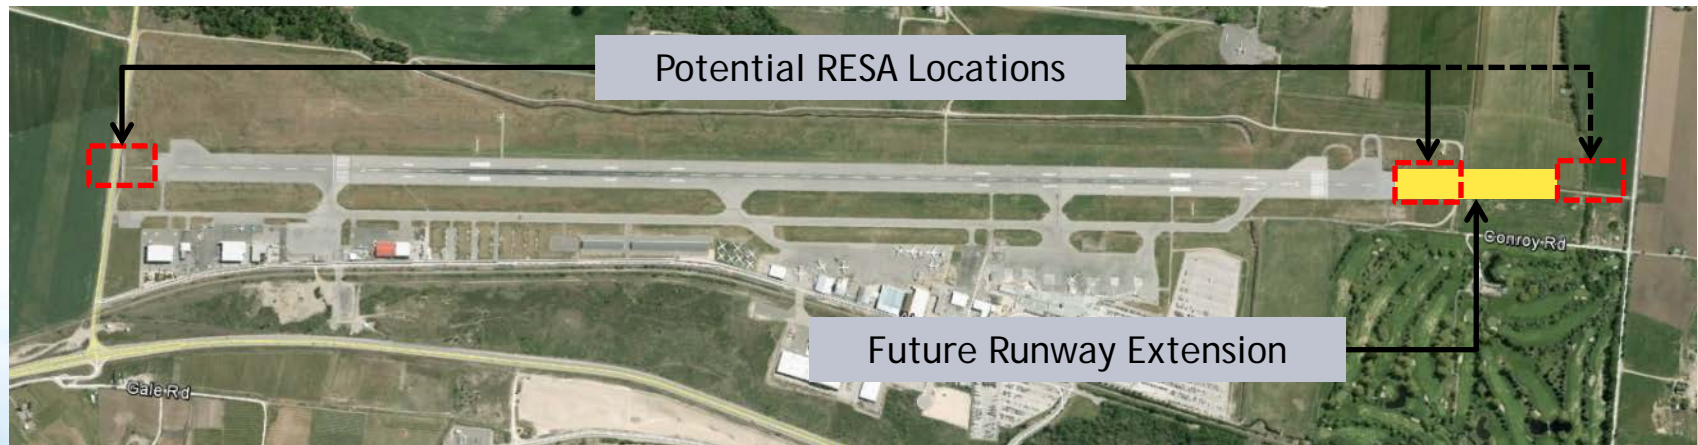 Potential RESA Locations
Conroy Rd
Future Runway Extension
Gale Rd